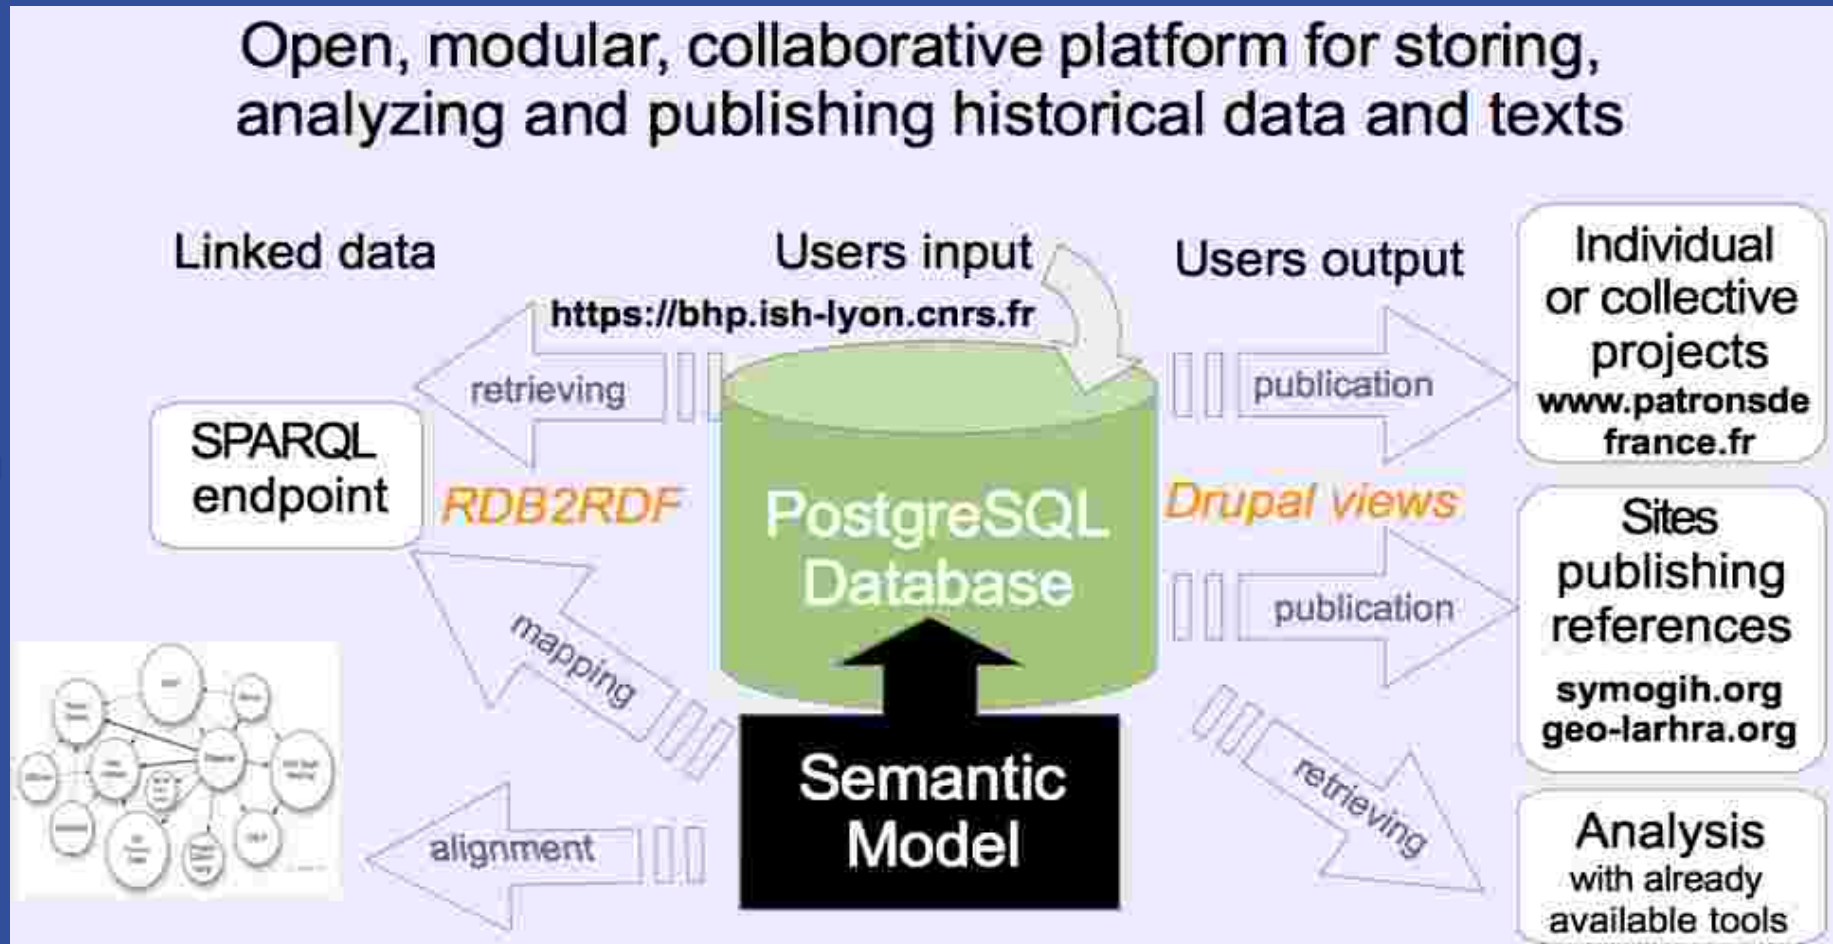 Open, modular, collaborative platform for storing,
analyzing and publishing historical data and texts
Linked data
Users input
https://bhp.ish-lyon.cnrs.fr
Users output
retrieving
SPARQL
endpoint
RDB2RDF
mapping
alignment
PostgreSQL
Database
Semantic
Model
publication
Drupal views
publication
retrieving
Individual
or collective
projects
www.patronsde
france.fr
Sites
publishing
references
symogih.org
geo-larhra.org
Analysis
with already
available tools